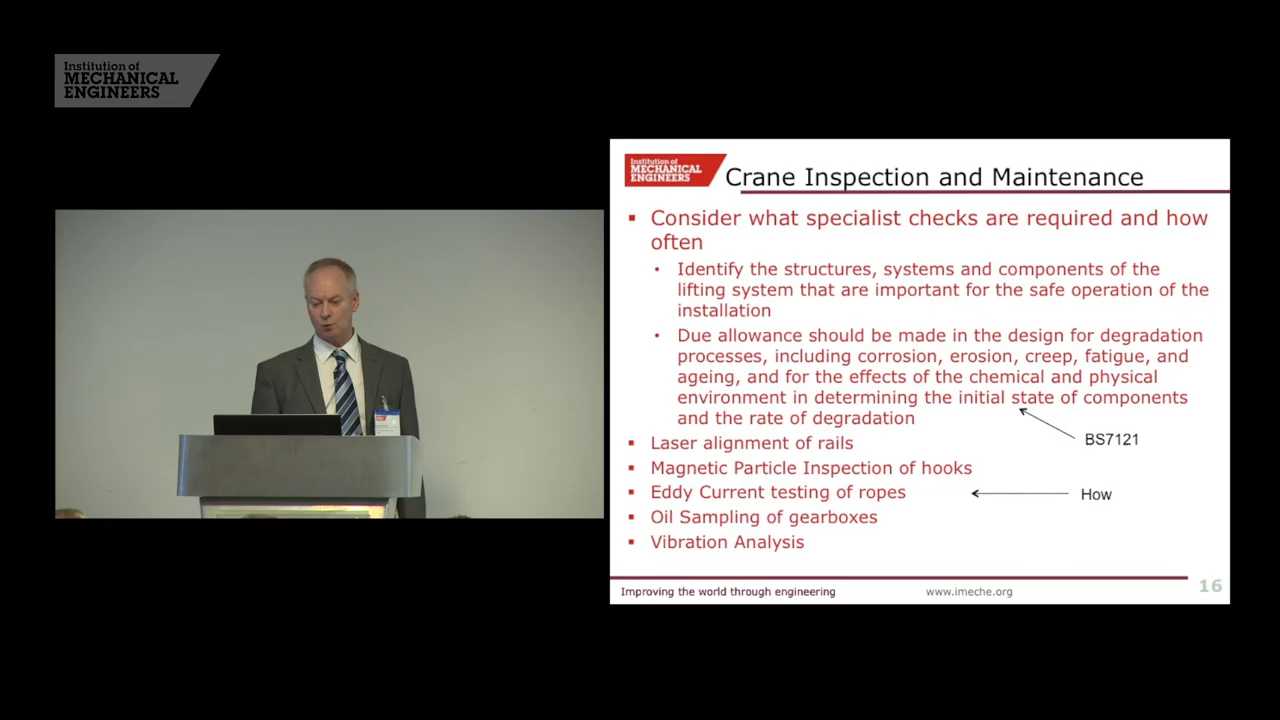 Institution of
MECHANICAL
ENGINEERS
Institution of
MECHANICAL
ENGINEERS
Crane Inspection and Maintenance
▪ Consider what specialist checks are required and how
often
• Identify the structures, systems and components of the
lifting system that are important for the safe operation of the
installation
• Due allowance should be made in the design for degradation
processes, including corrosion, erosion, creep, fatigue, and
ageing, and for the effects of the chemical and physical
environment in determining the initial state of components
and the rate of degradation
BS7121
▪ Laser alignment of rails
▪ Magnetic Particle Inspection of hooks
▪ Eddy Current testing of ropes
How
▪ Oil Sampling of gearboxes
▪ Vibration Analysis
Improving the world through engineering
www.imeche.org
16